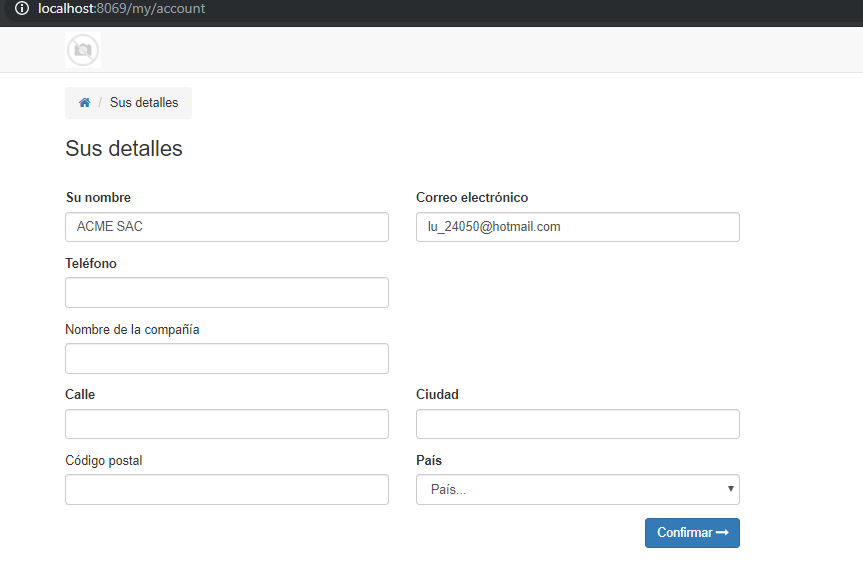 localhost:8069/my/account
/ Sus detalles
Sus detalles
Su nombre
Correo electrónico
ACME SAC
lu_24050@hotmail.com
Teléfono
Nombre de la compañía
Calle
Ciudad
Código postal
País
País...
Confirmar